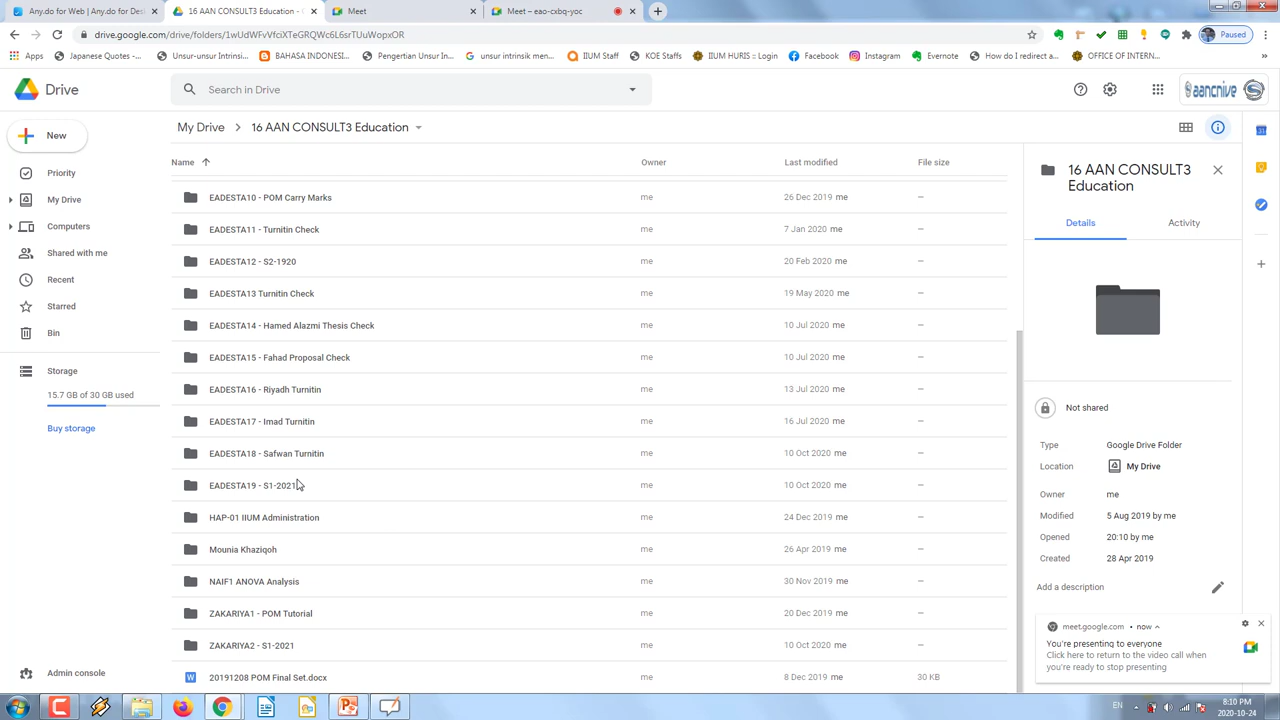 Any.do for Web | Any.do for Des
16 AAN CONSULT3 Education -
Meet
Meet – eao-cxbq-yoc
drive.google.com/drive/folders/1wUdWFvVfciXTeGRQWc6L6srTUuWopxOR
Paused
Apps
Japanese Quotes -...
Unsur-unsur Intrinsi...
BAHASA INDONESI...
Pengertian Unsur In...
unsur intrinsik men...
IIUM Staff
KOE Staffs
IIUM HURIS :: Login
Facebook
Instagram
Evernote
How do I redirect a...
OFFICE OF INTERN...
»
Drive
Search in Drive
aancnive
New
My Drive
16 AAN CONSULT3 Education
Priority
My Drive
Computers
Shared with me
Recent
Starred
Bin
Storage
15.7 GB of 30 GB used
Buy storage
Admin console
Name Owner Last modified File size
EADESTA10 - POM Carry Marks me 26 Dec 2019 me –
EADESTA11 - Turnitin Check me 7 Jan 2020 me –
EADESTA12 - S2-1920 me 20 Feb 2020 me –
EADESTA13 Turnitin Check me 19 May 2020 me –
EADESTA14 - Hamed Alazmi Thesis Check me 10 Jul 2020 me –
EADESTA15 - Fahad Proposal Check me 10 Jul 2020 me –
EADESTA16 - Riyadh Turnitin me 13 Jul 2020 me –
EADESTA17 - Imad Turnitin me 16 Jul 2020 me –
EADESTA18 - Safwan Turnitin me 10 Oct 2020 me –
EADESTA19 - S1-2021 me 10 Oct 2020 me –
HAP-01 IIUM Administration me 24 Dec 2019 me –
Mounia Khaziqoh me 26 Apr 2019 me –
NAIF1 ANOVA Analysis me 30 Nov 2019 me –
ZAKARIYA1 - POM Tutorial me 20 Dec 2019 me –
ZAKARIYA2 - S1-2021 me 10 Oct 2020 me –
20191208 POM Final Set.docx me 8 Dec 2019 me 30 KB
16 AAN CONSULT3
Education
Details
Activity
Not shared
Type Google Drive Folder
Location My Drive
Owner me
Modified 5 Aug 2019 by me
Opened 20:10 by me
Created 28 Apr 2019
Add a description
meet.google.com • now
You're presenting to everyone
Click here to return to the video call when
you're ready to stop presenting
EN
8:10 PM
2020-10-24